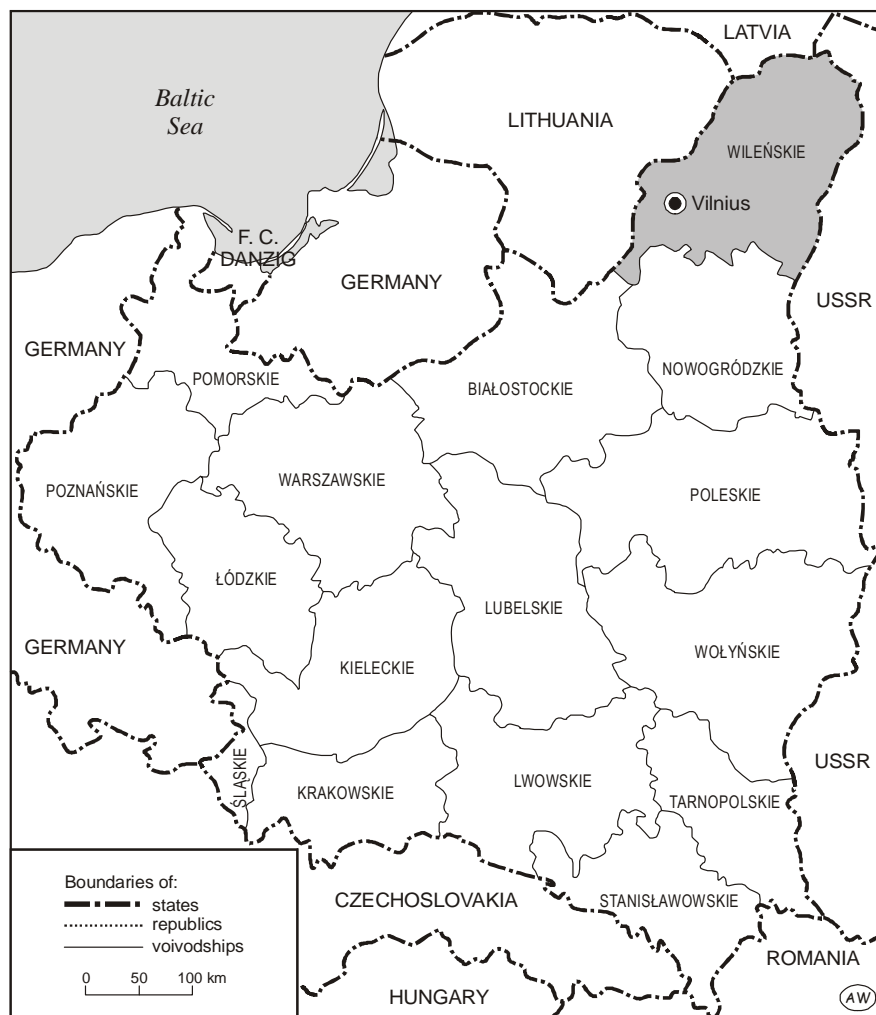 LATVIA
Baltic
Sea
LITHUANIA
WILEŃSKIE
Vilnius
F. C.
DANZIG
GERMANY
USSR
GERMANY
POMORSKIE
BIAŁOSTOCKIE
NOWOGRÓDZKIE
POZNAŃSKIE
WARSZAWSKIE
POLESKIE
ŁÓDZKIE
LUBELSKIE
GERMANY
KIELECKIE
WOŁYŃSKIE
ŚLĄSKIE
KRAKOWSKIE
LWOWSKIE
USSR
TARNOPOLSKIE
Boundaries of:
states
republics
voivodships
0 50 100 km
CZECHOSLOVAKIA
STANISŁAWOWSKIE
ROMANIA
HUNGARY
AW